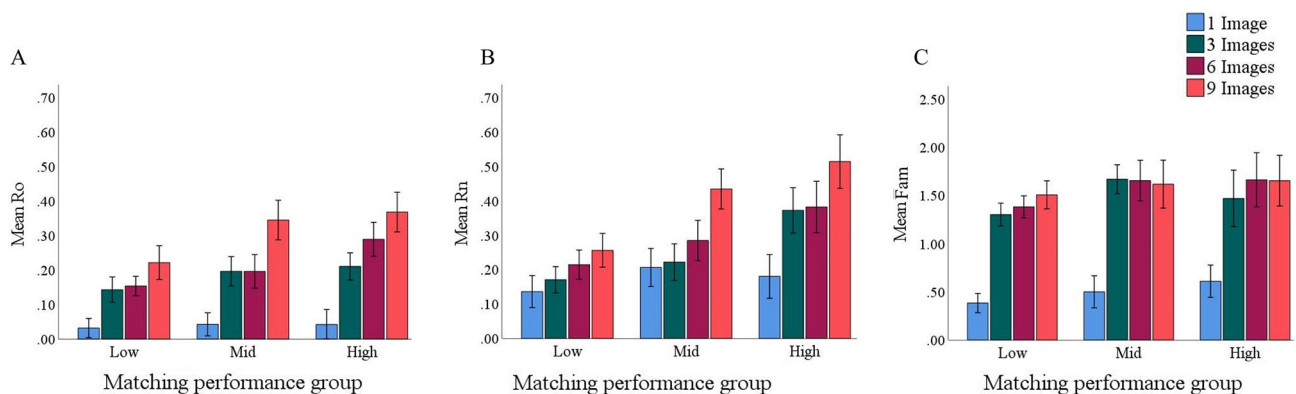 A
Mean Ro
.70
.60
.50
.40
.30
.20
.10
.00
Low Mid High
Matching performance group
B
Mean Rn
.70
.60
.50
.40
.30
.20
.10
.00
Low Mid High
Matching performance group
C
1 Image
3 Images
6 Images
9 Images
Mean Fam
2.50
2.00
1.50
1.00
.50
.00
Low Mid High
Matching performance group